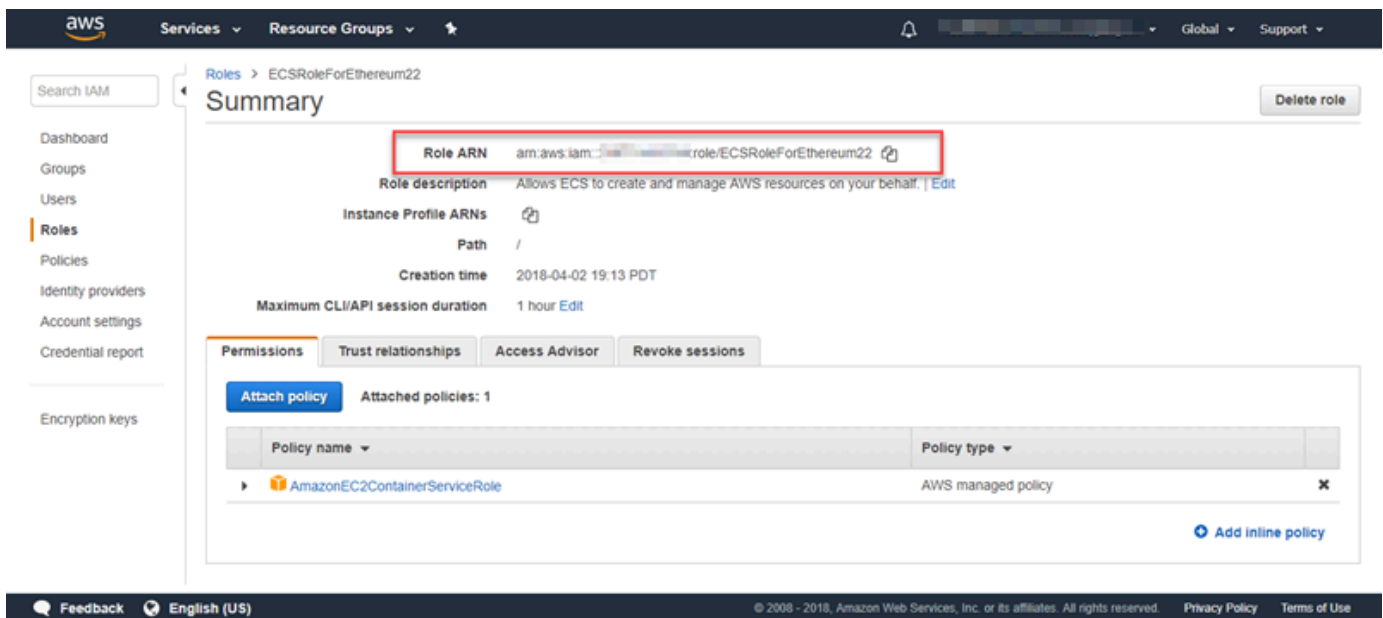 aws Services Resource Groups Global Support
Search IAM
Roles > ECSRoleForEthereum22
Summary
Delete role
Dashboard
Groups
Users
Roles
Policies
Identity providers
Account settings
Credential report
Encryption keys
Role ARN arn:aws:iam:: :role/ECSRoleForEthereum22
Role description Allows ECS to create and manage AWS resources on your behalf. | Edit
Instance Profile ARNs
Path /
Creation time 2018-04-02 19:13 PDT
Maximum CLI/API session duration 1 hour Edit
Permissions Trust relationships Access Advisor Revoke sessions
Attach policy Attached policies: 1
Policy name Policy type
AmazonEC2ContainerServiceRole AWS managed policy
Add inline policy
Feedback English (US) © 2008 - 2018, Amazon Web Services, Inc. or its affiliates. All rights reserved. Privacy Policy Terms of Use